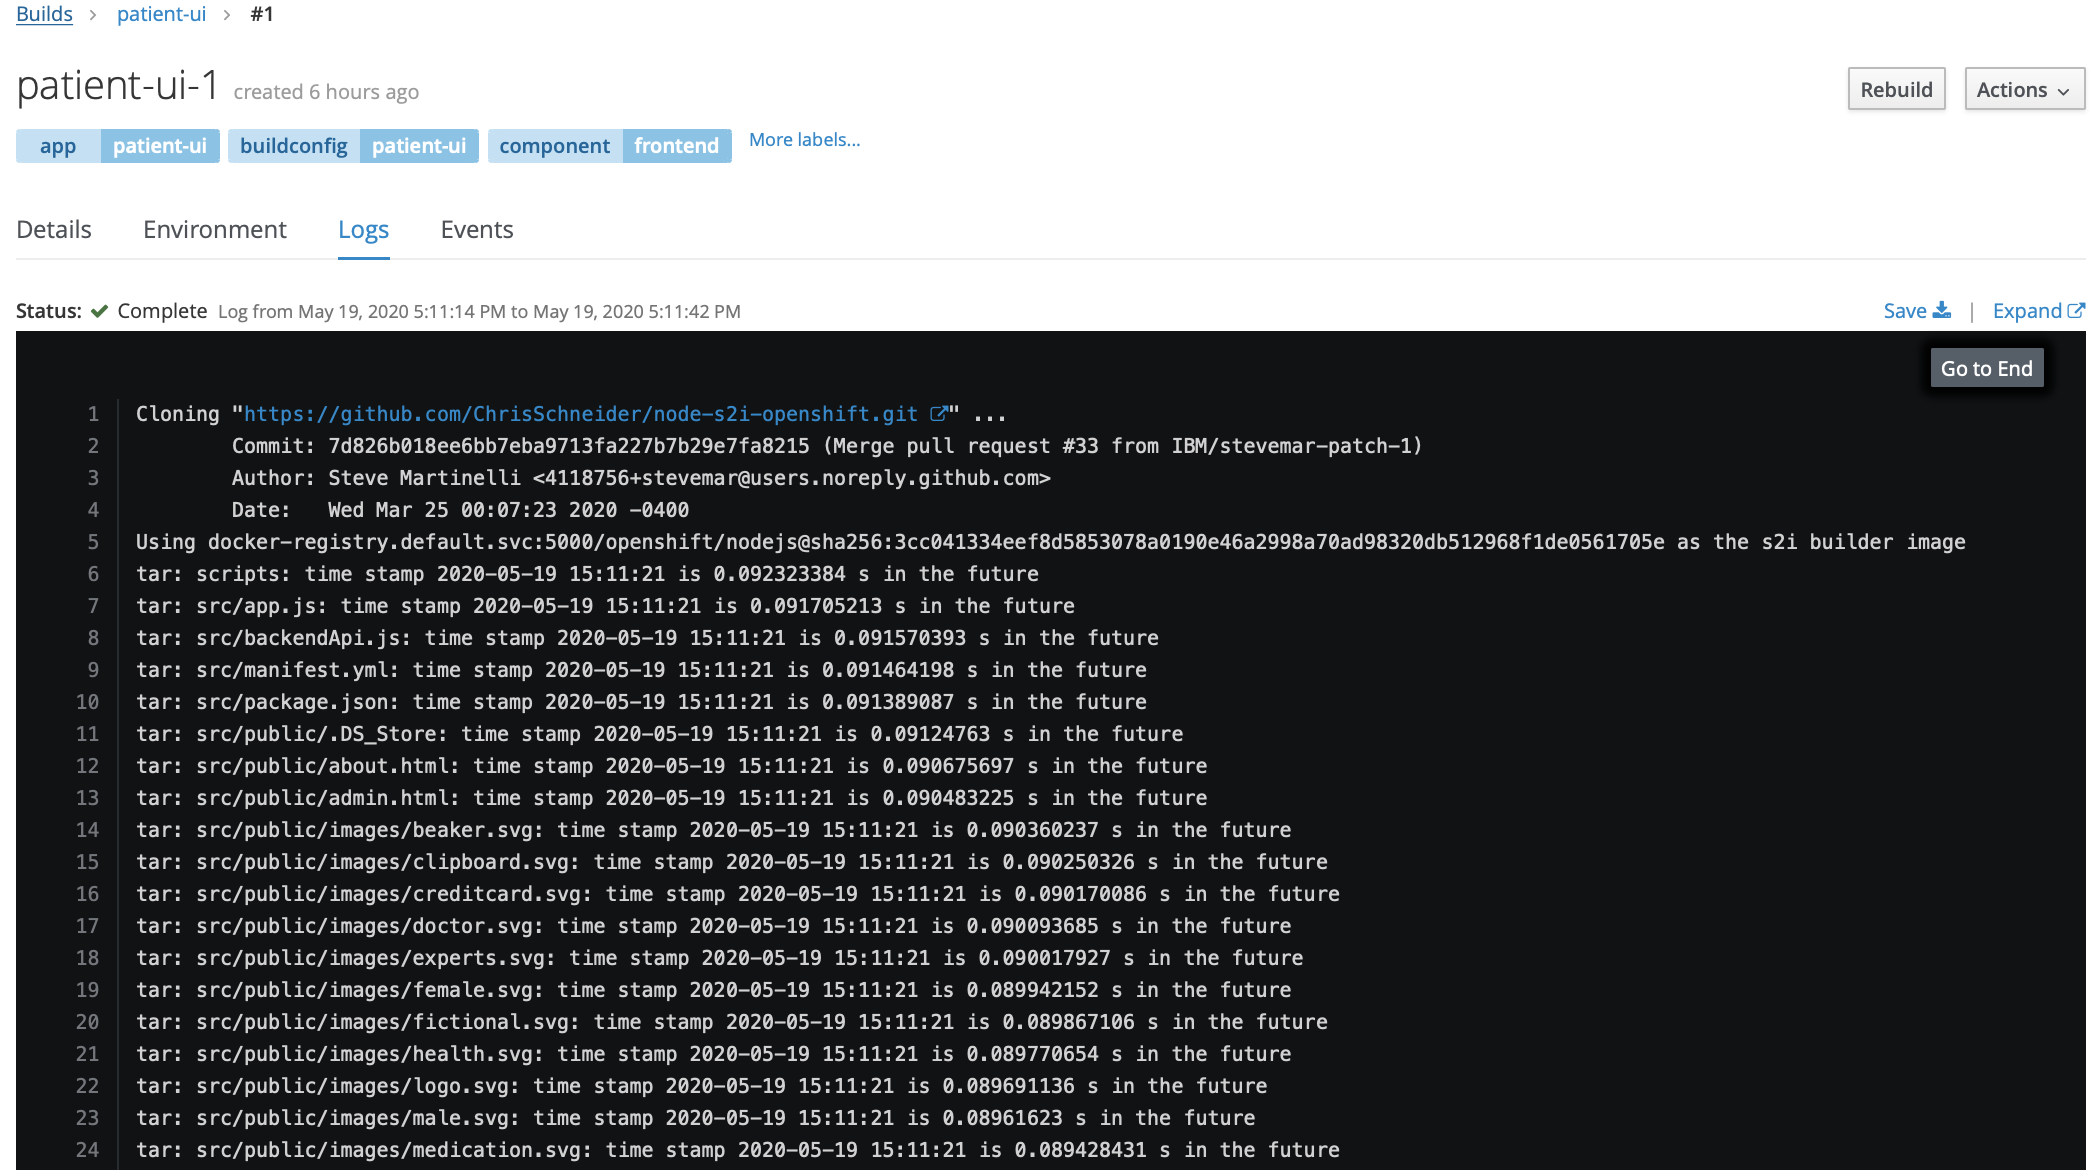 Builds > patient-ui > #1
patient-ui-1 created 6 hours ago
Rebuild Actions
app patient-ui buildconfig patient-ui component frontend More labels...
Details Environment Logs Events
Status: Complete Log from May 19, 2020 5:11:14 PM to May 19, 2020 5:11:42 PM
Save | Expand
Go to End
1 Cloning "https://github.com/ChrisSchneider/node-s2i-openshift.git" ...
2 Commit: 7d826b018ee6bb7eba9713fa227b7b29e7fa8215 (Merge pull request #33 from IBM/stevemar-patch-1)
3 Author: Steve Martinelli <4118756+stevemar@users.noreply.github.com>
4 Date: Wed Mar 25 00:07:23 2020 -0400
5 Using docker-registry.default.svc:5000/openshift/nodejs@sha256:3cc041334eef8d5853078a0190e46a2998a70ad98320db512968f1de0561705e as the s2i builder image
6 tar: scripts: time stamp 2020-05-19 15:11:21 is 0.092323384 s in the future
7 tar: src/app.js: time stamp 2020-05-19 15:11:21 is 0.091705213 s in the future
8 tar: src/backendApi.js: time stamp 2020-05-19 15:11:21 is 0.091570393 s in the future
9 tar: src/manifest.yml: time stamp 2020-05-19 15:11:21 is 0.091464198 s in the future
10 tar: src/package.json: time stamp 2020-05-19 15:11:21 is 0.091389087 s in the future
11 tar: src/public/.DS_Store: time stamp 2020-05-19 15:11:21 is 0.09124763 s in the future
12 tar: src/public/about.html: time stamp 2020-05-19 15:11:21 is 0.090675697 s in the future
13 tar: src/public/admin.html: time stamp 2020-05-19 15:11:21 is 0.090483225 s in the future
14 tar: src/public/images/beaker.svg: time stamp 2020-05-19 15:11:21 is 0.090360237 s in the future
15 tar: src/public/images/clipboard.svg: time stamp 2020-05-19 15:11:21 is 0.090250326 s in the future
16 tar: src/public/images/creditcard.svg: time stamp 2020-05-19 15:11:21 is 0.090170086 s in the future
17 tar: src/public/images/doctor.svg: time stamp 2020-05-19 15:11:21 is 0.090093685 s in the future
18 tar: src/public/images/experts.svg: time stamp 2020-05-19 15:11:21 is 0.090017927 s in the future
19 tar: src/public/images/female.svg: time stamp 2020-05-19 15:11:21 is 0.089942152 s in the future
20 tar: src/public/images/fictional.svg: time stamp 2020-05-19 15:11:21 is 0.089867106 s in the future
21 tar: src/public/images/health.svg: time stamp 2020-05-19 15:11:21 is 0.089770654 s in the future
22 tar: src/public/images/logo.svg: time stamp 2020-05-19 15:11:21 is 0.089691136 s in the future
23 tar: src/public/images/male.svg: time stamp 2020-05-19 15:11:21 is 0.08961623 s in the future
24 tar: src/public/images/medication.svg: time stamp 2020-05-19 15:11:21 is 0.089428431 s in the future